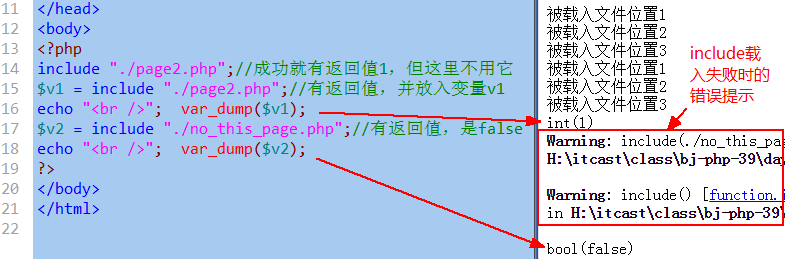 11 </head>
12 <body>
13 <?php
14 include "./page2.php";//成功就有返回值1，但这里不用它
15 $v1 = include "./page2.php";//有返回值，并放入变量v1
16 echo "<br />";  var_dump($v1);
17 $v2 = include "./no_this_page.php";//有返回值，是false
18 echo "<br />";  var_dump($v2);
19 ?>
20 </body>
21 </html>
22
被载入文件位置1
被载入文件位置2
被载入文件位置3
被载入文件位置1
被载入文件位置2
被载入文件位置3
int(1)
Warning: include(./no_this_pa
H:\itcast\class\bj-php-39\da
Warning: include() [function.
in H:\itcast\class\bj-php-39\
bool(false)
include载
入失败时的
错误提示